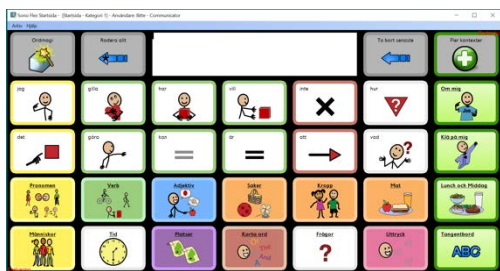 Sono Flex Startsida - [Startsida - Kategori 1] - Användare: Bitte - Communicator
Arkiv Hjälp
Ordmagi Radera allt Ta bort senaste Fler kontexter
jag gilla har vill inte hur Om mig
det göra kan är att vad Klä på mig
Pronomen Verb Adjektiv Saker Kropp Mat Lunch och Middag
Människor Tid Platser Korta ord Frågor Uttryck Tangentbord
And
ABC